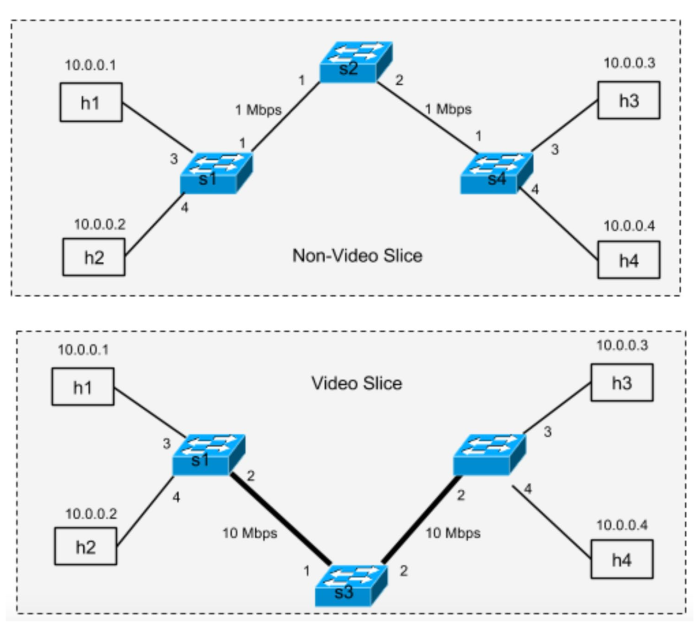 10.0.0.1
h1
s2
10.0.0.3
h3
1
2
1 Mbps
1 Mbps
3
1
s1
1
3
s4
4
4
10.0.0.2
h2
10.0.0.4
h4
Non-Video Slice
10.0.0.1
h1
Video Slice
10.0.0.3
h3
3
s1
2
4
3
2
4
10.0.0.2
h2
10 Mbps
10 Mbps
10.0.0.4
h4
1
s3
2